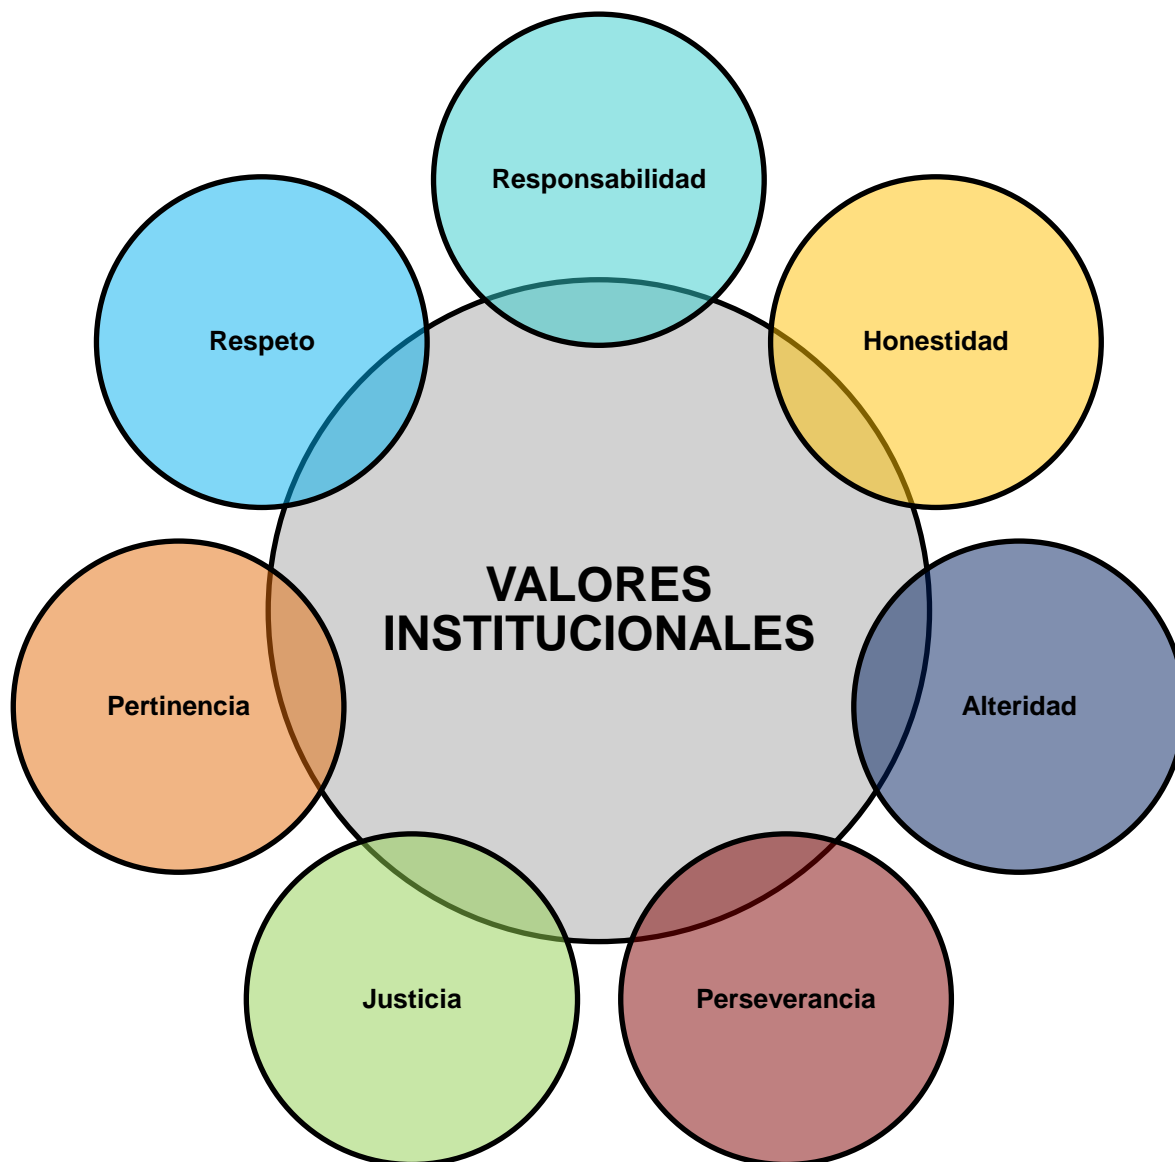 Responsabilidad
Respeto
Honestidad
VALORES
INSTITUCIONALES
Pertinencia
Alteridad
Justicia
Perseverancia